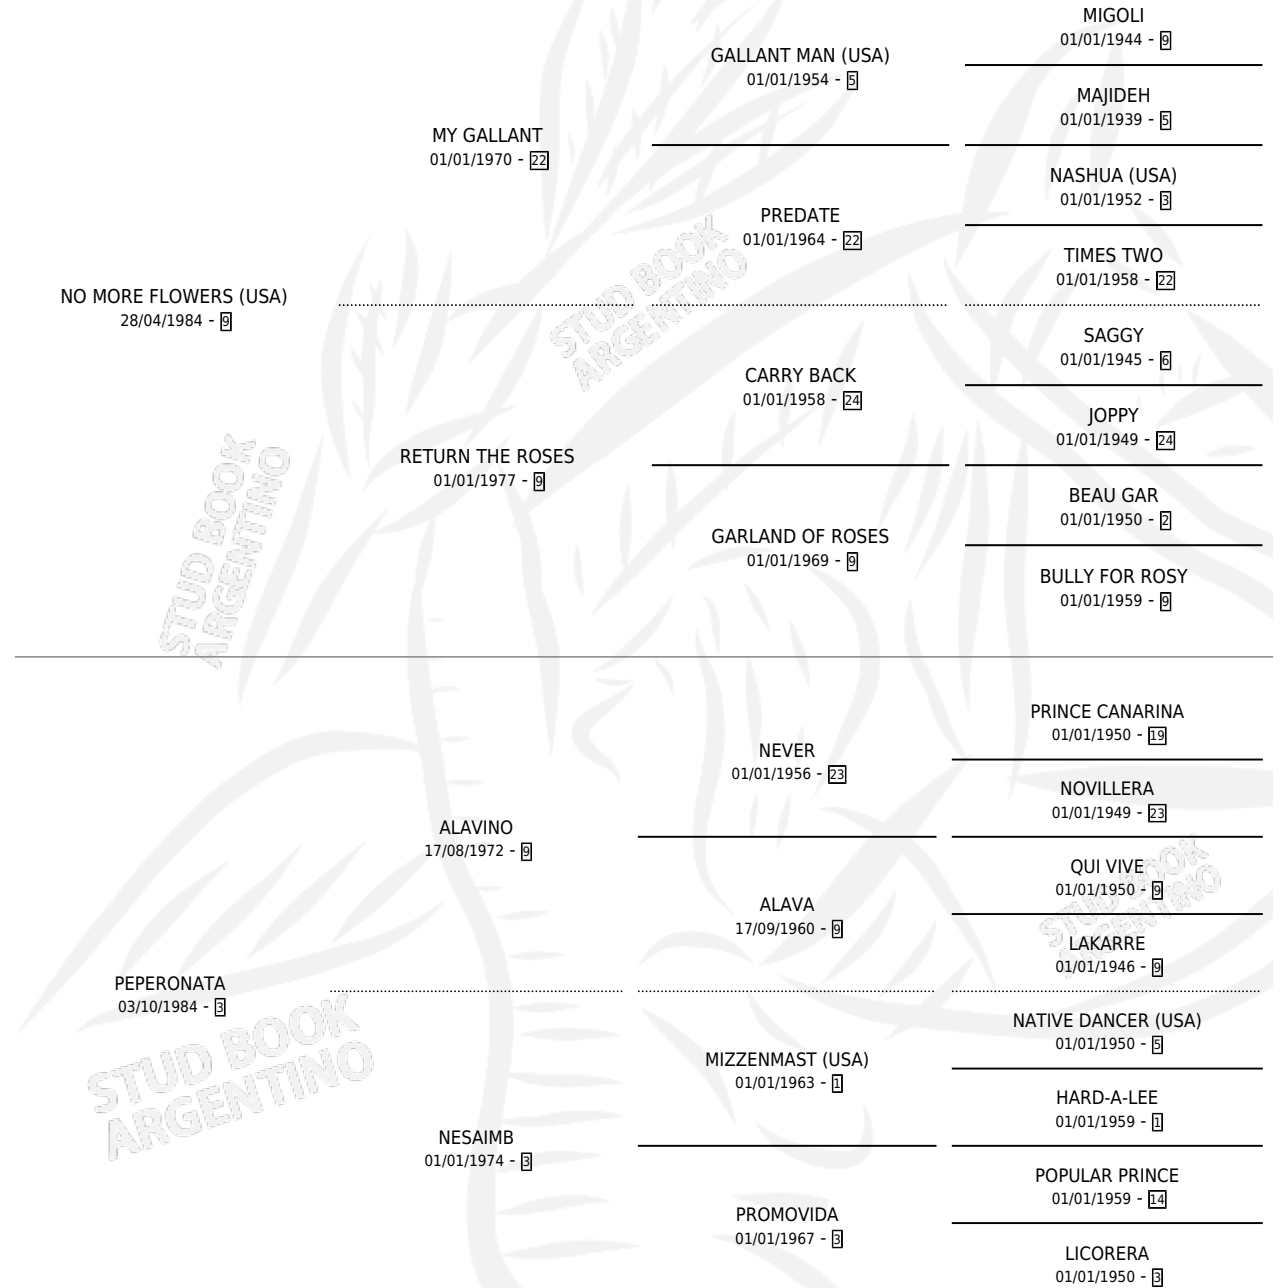 MIGOLI
01/01/1944 - 9
GALLANT MAN (USA)
01/01/1954 - 5
MAJIDEH
01/01/1939 - 5
MY GALLANT
01/01/1970 - 22
NASHUA (USA)
01/01/1952 - 3
PREDATE
01/01/1964 - 22
TIMES TWO
01/01/1958 - 22
NO MORE FLOWERS (USA)
28/04/1984 - 9
SAGGY
01/01/1945 - 6
CARRY BACK
01/01/1958 - 24
JOPPY
01/01/1949 - 24
RETURN THE ROSES
01/01/1977 - 9
BEAU GAR
01/01/1950 - 2
GARLAND OF ROSES
01/01/1969 - 9
BULLY FOR ROSY
01/01/1959 - 9
PRINCE CANARINA
01/01/1950 - 19
NEVER
01/01/1956 - 23
NOVILLERA
01/01/1949 - 23
ALAVINO
17/08/1972 - 9
QUI VIVE
01/01/1950 - 9
ALAVA
17/09/1960 - 9
LAKARRE
01/01/1946 - 9
PEPERONATA
03/10/1984 - 3
NATIVE DANCER (USA)
01/01/1950 - 5
MIZZENMAST (USA)
01/01/1963 - 1
HARD-A-LEE
01/01/1959 - 1
NESAIMB
01/01/1974 - 3
POPULAR PRINCE
01/01/1959 - 14
PROMOVIDA
01/01/1967 - 3
LICORERA
01/01/1950 - 3
STUD BOOK
ARGENTINO
STUD BOOK
ARGENTINO
STUD BOOK
ARGENTINO
STUD BOOK
ARGENTINO